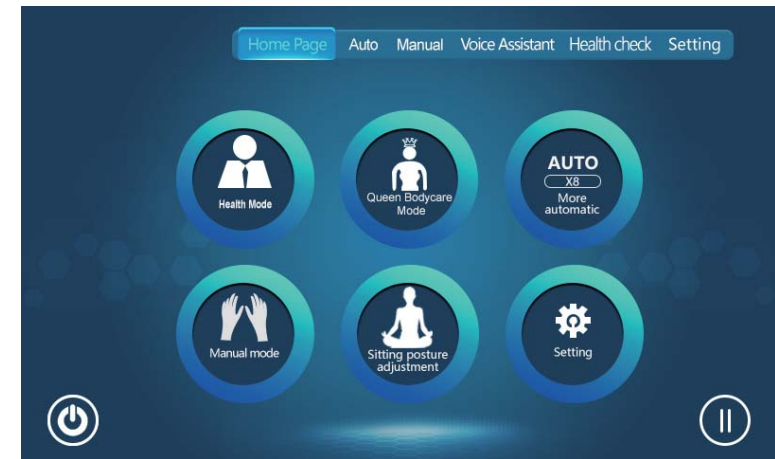 Home Page Auto Manual Voice Assistant Health check Setting
Health Mode
Queen Bodycare
Mode
AUTO
X8
More
automatic
Manual mode
Sitting posture
adjustment
Setting